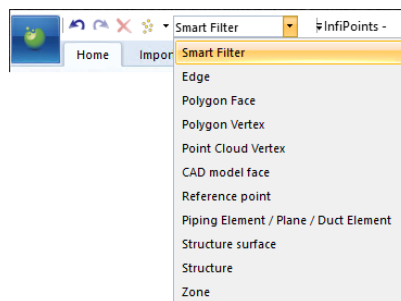 Smart Filter InfiPoints -
Home Impor
Smart Filter
Edge
Polygon Face
Polygon Vertex
Point Cloud Vertex
CAD model face
Reference point
Piping Element / Plane / Duct Element
Structure surface
Structure
Zone